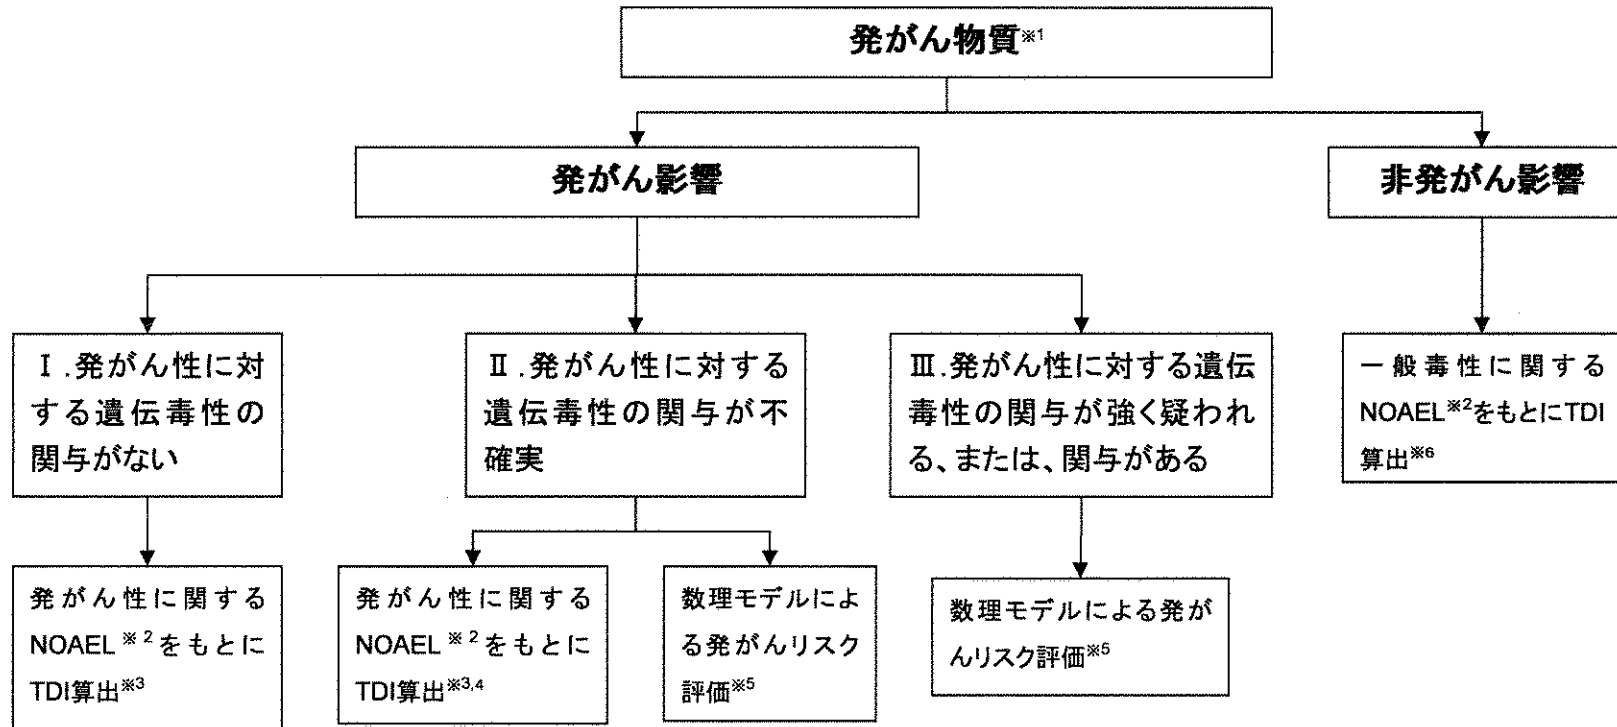 発がん物質※1
発がん影響
非発がん影響
Ⅰ.発がん性に対
する遺伝毒性の
関与がない
Ⅱ.発がん性に対する
遺伝毒性の関与が不
確実
Ⅲ.発がん性に対する遺伝
毒性の関与が強く疑われ
る、または、関与がある
一般毒性に関する
NOAEL※2をもとにTDI
算出※6
発がん性に関する
NOAEL※2をもとに
TDI算出※3
発がん性に関する
NOAEL※2をもとに
TDI算出※3,4
数理モデルによ
る発がんリスク
評価※5
数理モデルによる発が
んリスク評価※5